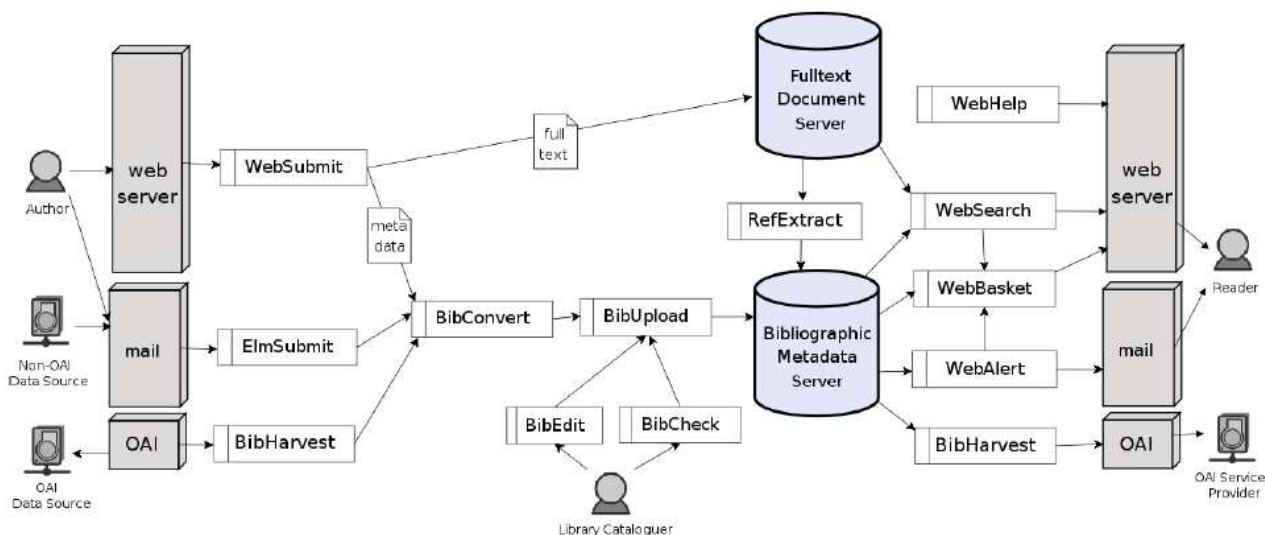 Fulltext
Document
Server
WebHelp
full
text
web
server
WebSubmit
web
server
Author
RefExtract
WebSearch
meta
data
WebBasket
Reader
BibConvert
BibUpload
Bibliographic
Metadata
Server
mail
ElmSubmit
WebAlert
mail
Non-OAI
Data Source
BibEdit
BibCheck
OAI
BibHarvest
BibHarvest
OAI
OAI
Data Source
OAI Service
Provider
Library Cataloguer